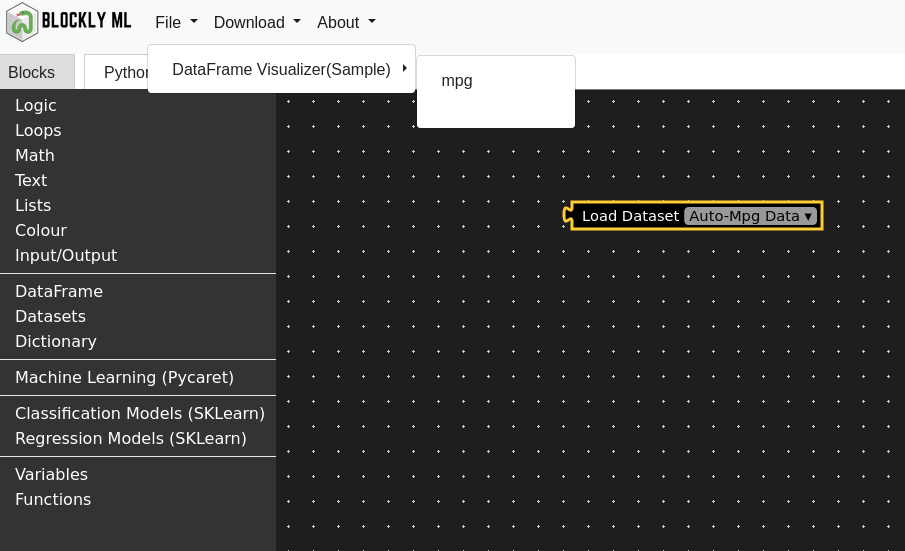 BLOCKLY ML
File Download About
DataFrame Visualizer(Sample)
mpg
Blocks
Python
Logic
Loops
Math
Text
Lists
Colour
Input/Output
DataFrame
Datasets
Dictionary
Machine Learning (Pycaret)
Classification Models (SKLearn)
Regression Models (SKLearn)
Variables
Functions
Load Dataset Auto-Mpg Data ▾